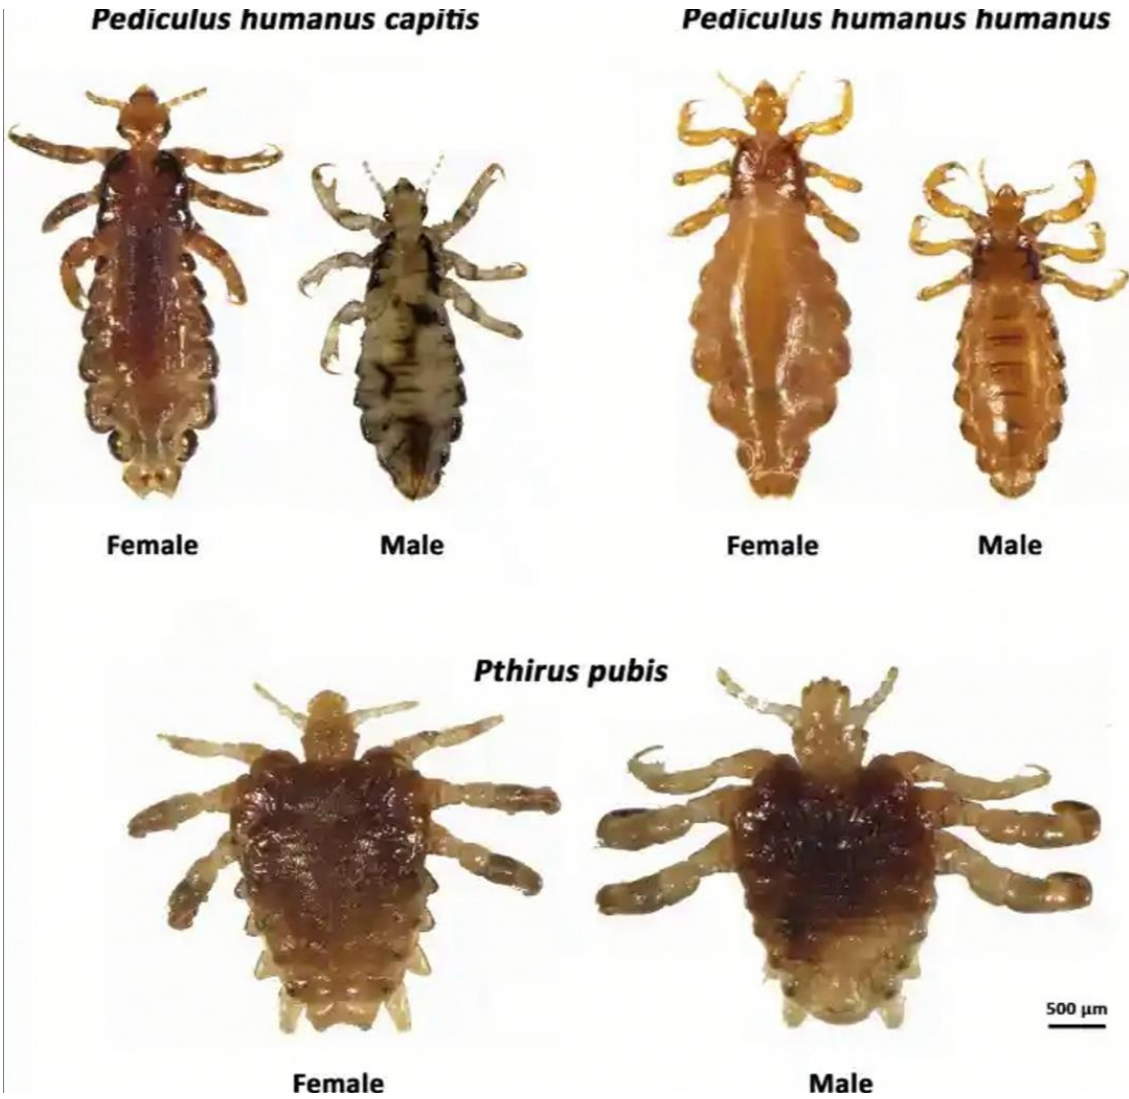 Pediculus humanus capitis
Pediculus humanus humanus
Female
Male
Female
Male
Pthirus pubis
500 µm
Female
Male